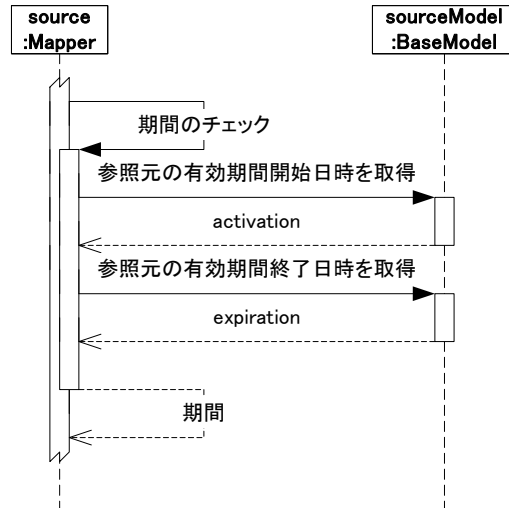 source
:Mapper
sourceModel
:BaseModel
期間のチェック
参照元の有効期間開始日時を取得
activation
参照元の有効期間終了日時を取得
expiration
期間